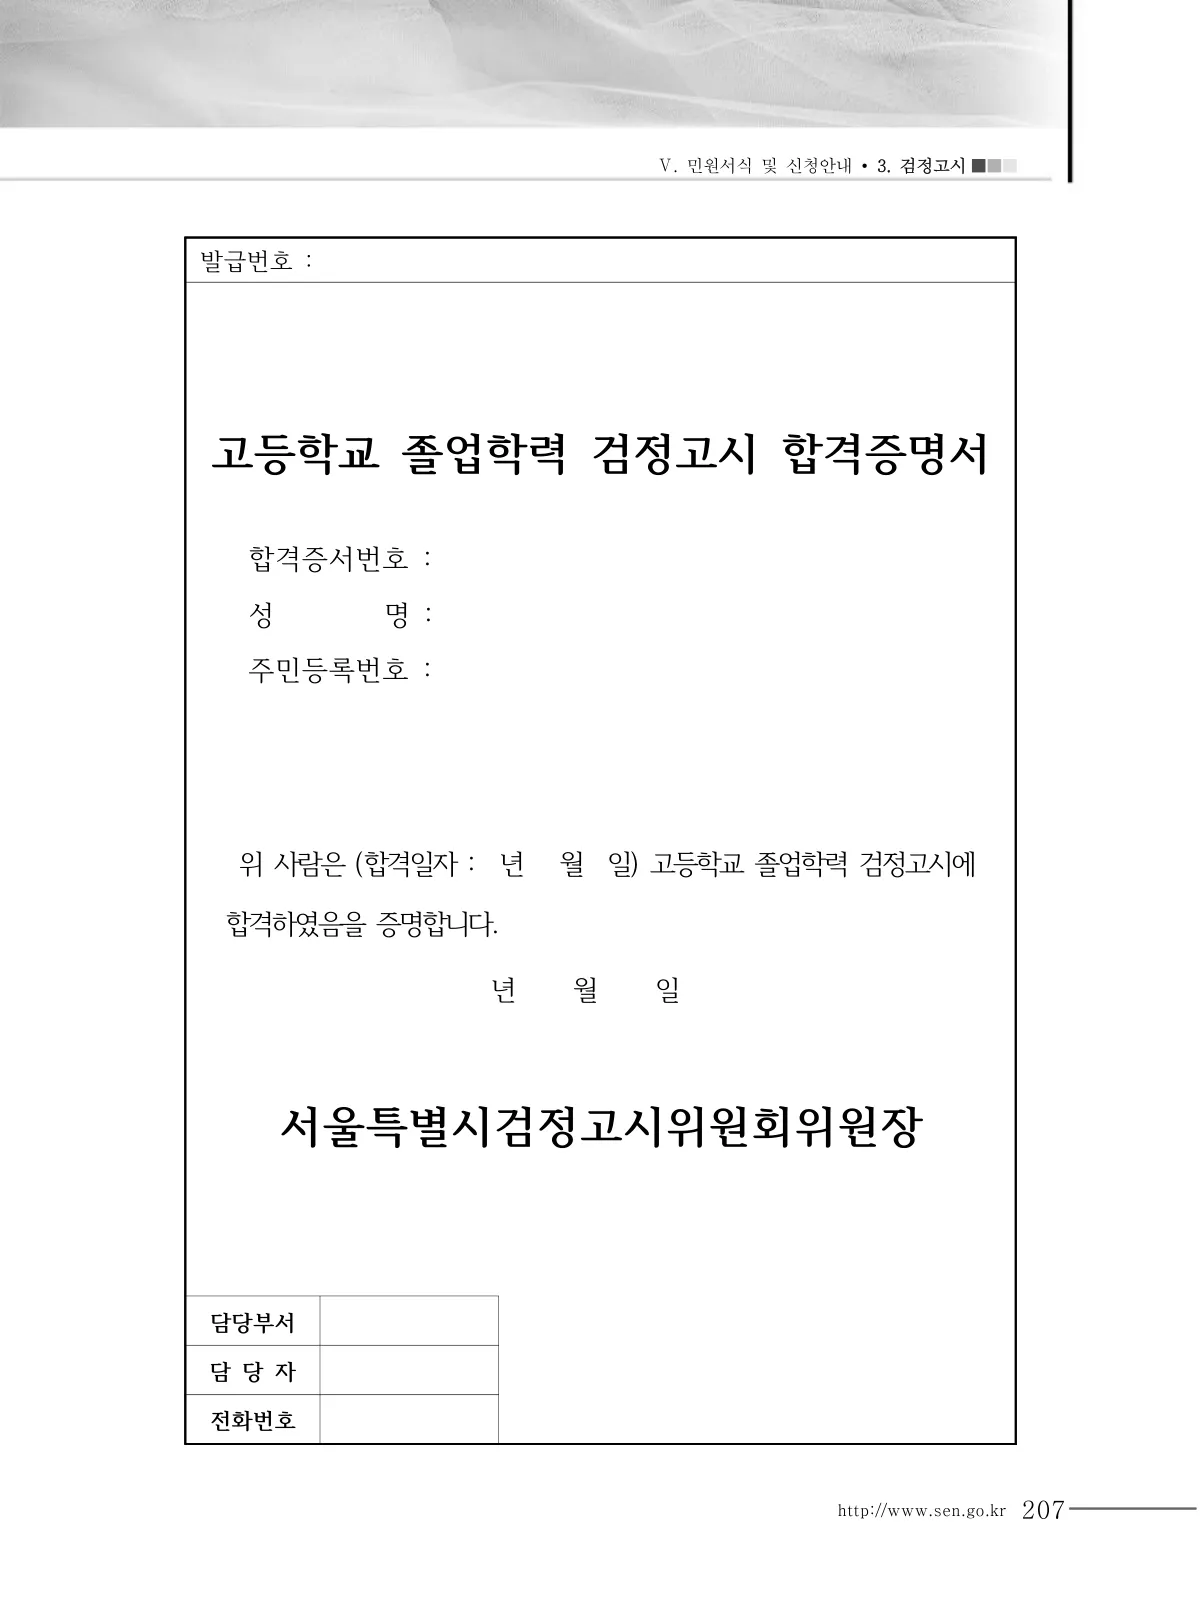 Ⅴ. 민원서식 및 신청안내 • 3. 검정고시
발급번호 :
고등학교 졸업학력 검정고시 합격증명서
합격증서번호 :
성 명 :
주민등록번호 :
위 사람은 (합격일자 : 년 월 일) 고등학교 졸업학력 검정고시에
합격하였음을 증명합니다.
년 월 일
서울특별시검정고시위원회위원장
담당부서
담 당 자
전화번호
http://www.sen.go.kr 207